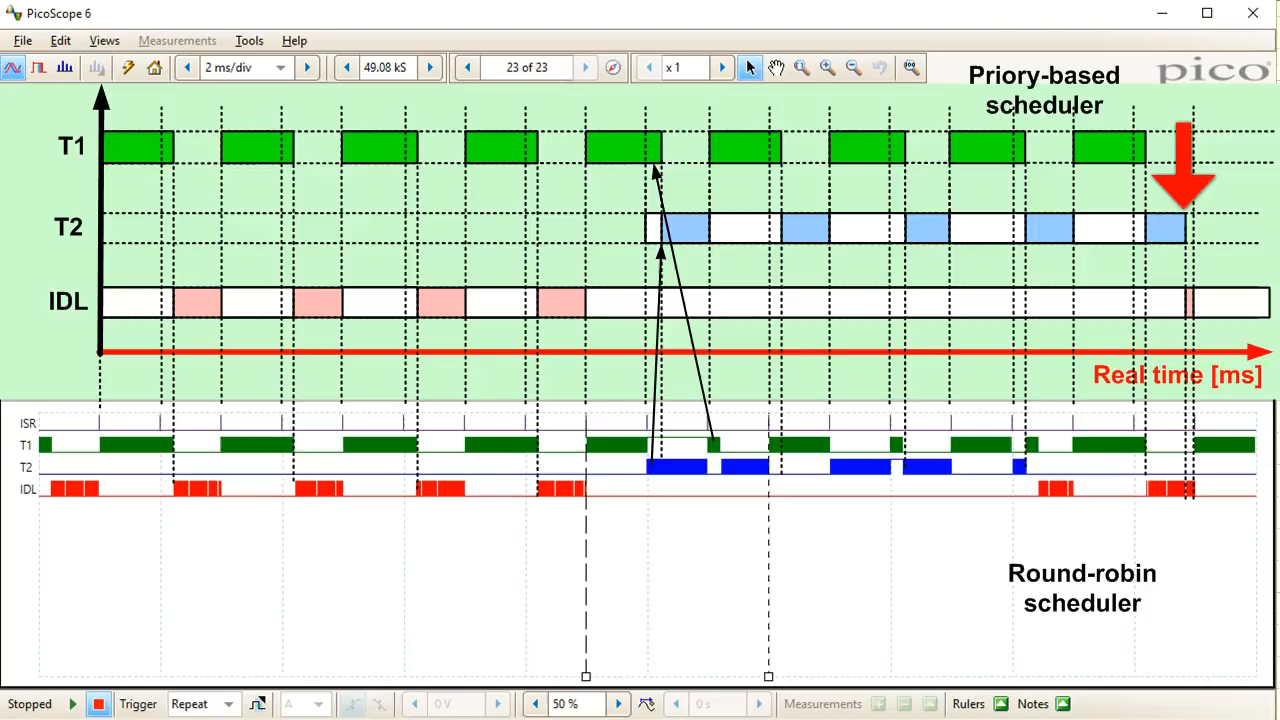 PicoScope 6
File Edit Views Measurements Tools Help
2 ms/div 49.08 kS 23 of 23 x 1
pico
Priory-based
scheduler
T1
T2
IDL
Real time [ms]
ISR
T1
T2
IDL
Round-robin
scheduler
Stopped Trigger Repeat A 0 V 50 % 0 s Measurements Rulers Notes